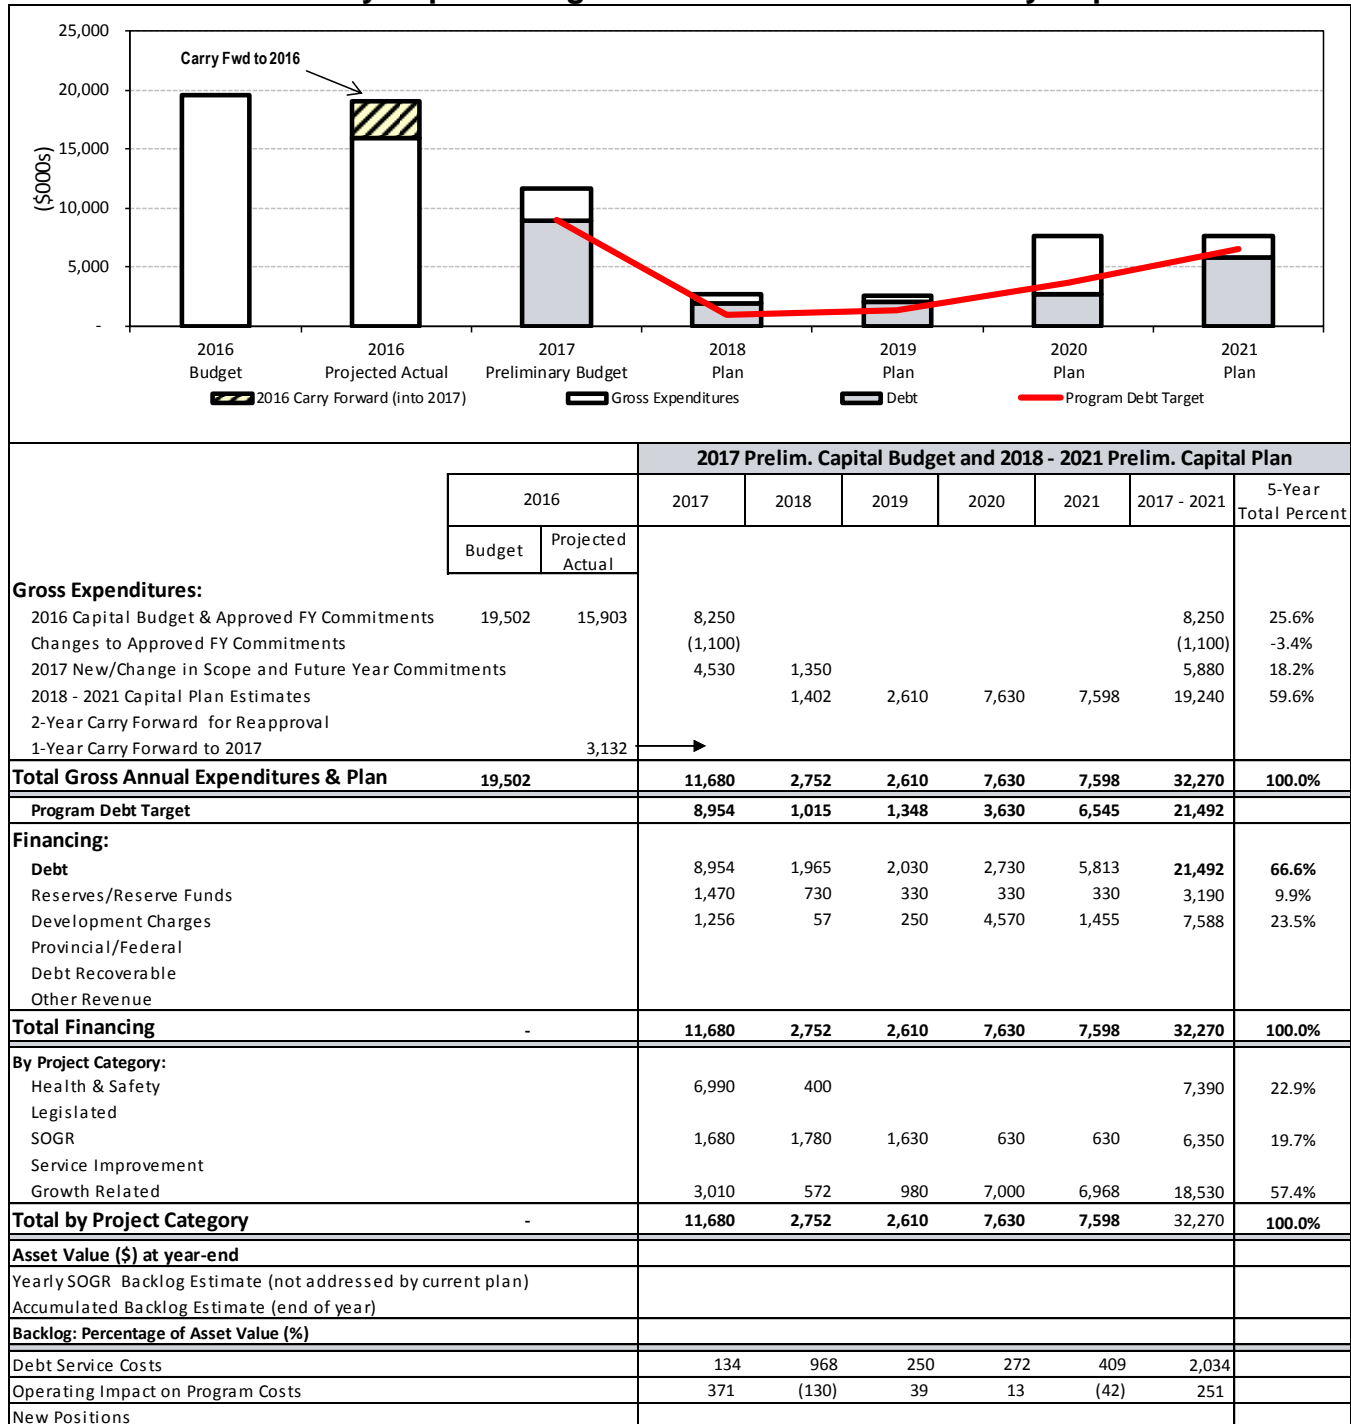 25,000
Carry Fwd to 2016
20,000
15,000
($000s)
10,000
5,000
-
2016 2016 2017 2018 2019 2020 2021
Budget Projected Actual Preliminary Budget Plan Plan Plan Plan
2016 Carry Forward (into 2017) Gross Expenditures Debt Program Debt Target
2017 Prelim. Capital Budget and 2018 - 2021 Prelim. Capital Plan
2016 2017 2018 2019 2020 2021 2017 - 2021 5-Year Total Percent
Budget Projected Actual
Gross Expenditures:
2016 Capital Budget & Approved FY Commitments 19,502 15,903 8,250 8,250 25.6%
Changes to Approved FY Commitments (1,100) (1,100) -3.4%
2017 New/Change in Scope and Future Year Commitments 4,530 1,350 5,880 18.2%
2018 - 2021 Capital Plan Estimates 1,402 2,610 7,630 7,598 19,240 59.6%
2-Year Carry Forward for Reapproval
1-Year Carry Forward to 2017 3,132
Total Gross Annual Expenditures & Plan 19,502 11,680 2,752 2,610 7,630 7,598 32,270 100.0%
Program Debt Target 8,954 1,015 1,348 3,630 6,545 21,492
Financing:
Debt 8,954 1,965 2,030 2,730 5,813 21,492 66.6%
Reserves/Reserve Funds 1,470 730 330 330 330 3,190 9.9%
Development Charges 1,256 57 250 4,570 1,455 7,588 23.5%
Provincial/Federal
Debt Recoverable
Other Revenue
Total Financing - 11,680 2,752 2,610 7,630 7,598 32,270 100.0%
By Project Category:
Health & Safety 6,990 400 7,390 22.9%
Legislated
SOGR 1,680 1,780 1,630 630 630 6,350 19.7%
Service Improvement
Growth Related 3,010 572 980 7,000 6,968 18,530 57.4%
Total by Project Category - 11,680 2,752 2,610 7,630 7,598 32,270 100.0%
Asset Value ($) at year-end
Yearly SOGR Backlog Estimate (not addressed by current plan)
Accumulated Backlog Estimate (end of year)
Backlog: Percentage of Asset Value (%)
Debt Service Costs 134 968 250 272 409 2,034
Operating Impact on Program Costs 371 (130) 39 13 (42) 251
New Positions